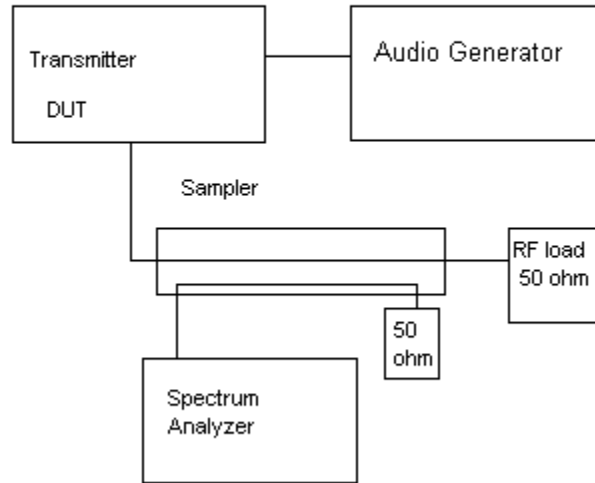 Transmitter
DUT
Audio Generator
Sampler
RF load
50 ohm
50
ohm
Spectrum
Analyzer